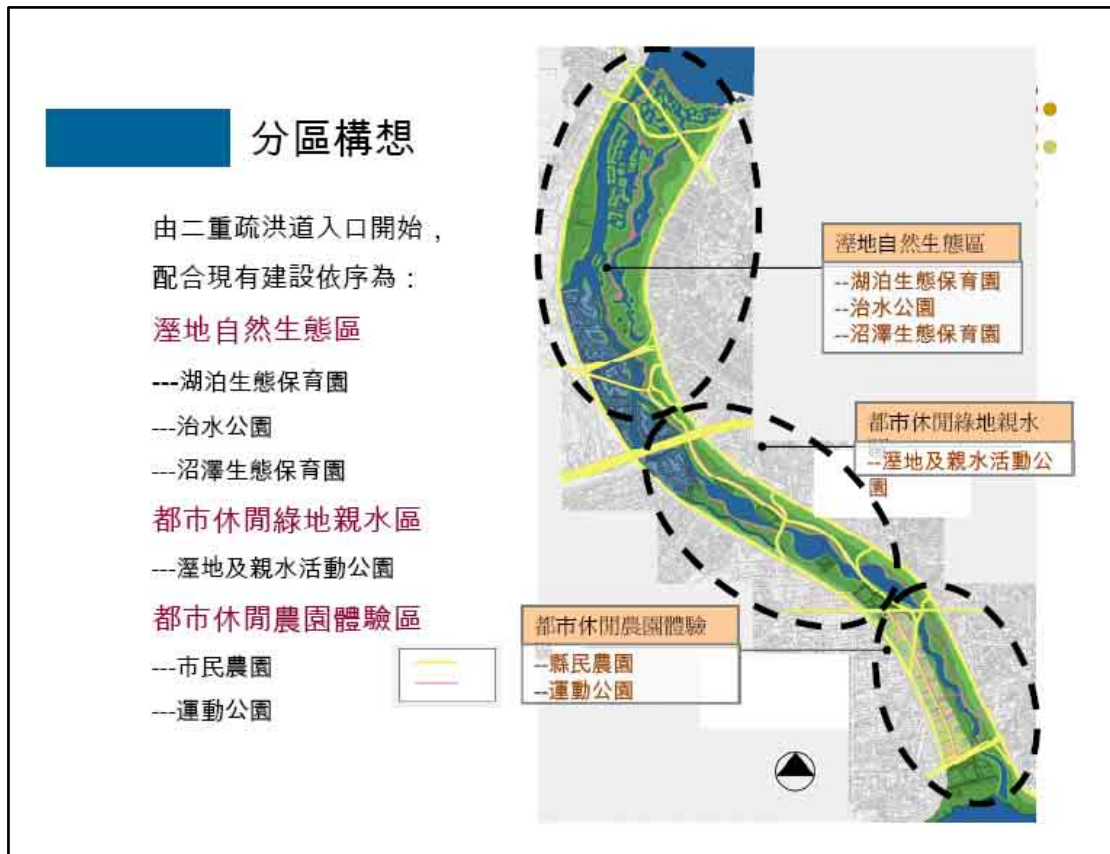 分區構想
由二重疏洪道入口開始，
配合現有建設依序為：
溼地自然生態區
---湖泊生態保育園
---治水公園
---沼澤生態保育園
都市休閒綠地親水區
---溼地及親水活動公園
都市休閒農園體驗區
---市民農園
---運動公園
溼地自然生態區
--湖泊生態保育園
--治水公園
--沼澤生態保育園
都市休閒綠地親水
--溼地及親水活動公
園
都市休閒農園體驗
--縣民農園
--運動公園